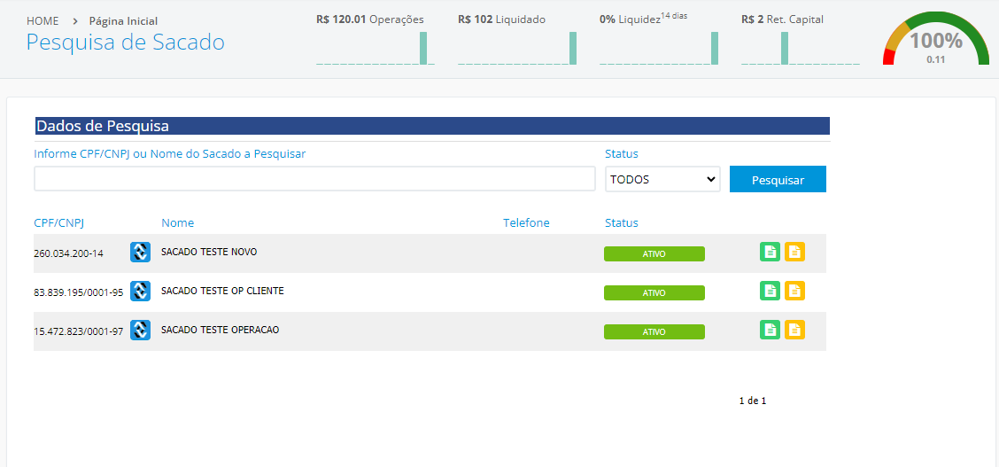 HOME > Página Inicial
Pesquisa de Sacado
R$ 120.01 Operações
R$ 102 Liquidado
0% Liquidez 14 dias
R$ 2 Ret. Capital
100%
0.11
Dados de Pesquisa
Informe CPF/CNPJ ou Nome do Sacado a Pesquisar Status
TODOS Pesquisar
CPF/CNPJ Nome Telefone Status
260.034.200-14 SACADO TESTE NOVO ATIVO
83.839.195/0001-95 SACADO TESTE OP CLIENTE ATIVO
15.472.823/0001-97 SACADO TESTE OPERACAO ATIVO
1 de 1